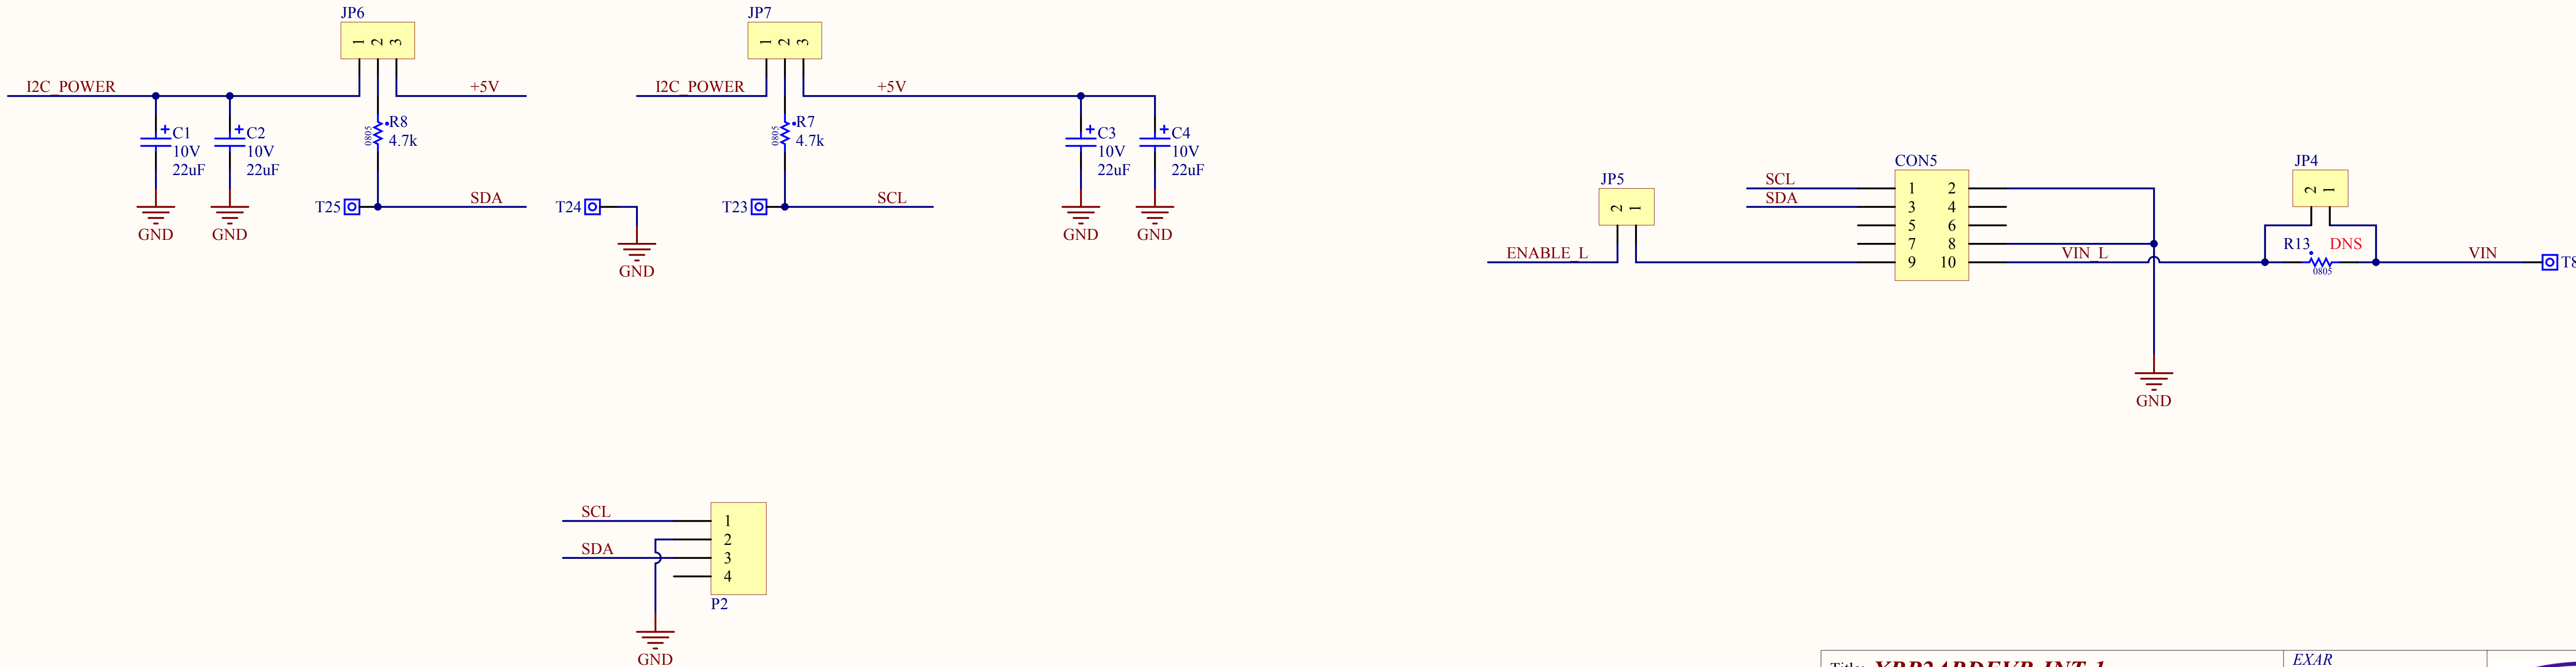 JP6
1 2 3
I2C_POWER
+5V
C1
10V
22uF
C2
10V
22uF
0805
R8
4.7k
GND
GND
T25
SDA
T24
GND
JP7
1 2 3
I2C_POWER
+5V
0805
R7
4.7k
T23
SCL
C3
10V
22uF
C4
10V
22uF
GND
GND
JP5
2 1
ENABLE_L
CON5
SCL
SDA
1 2
3 4
5 6
7 8
9 10
VIN_L
GND
JP4
2 1
R13 DNS
0805
VIN
T8
SCL
SDA
1
2
3
4
P2
GND
EXAR